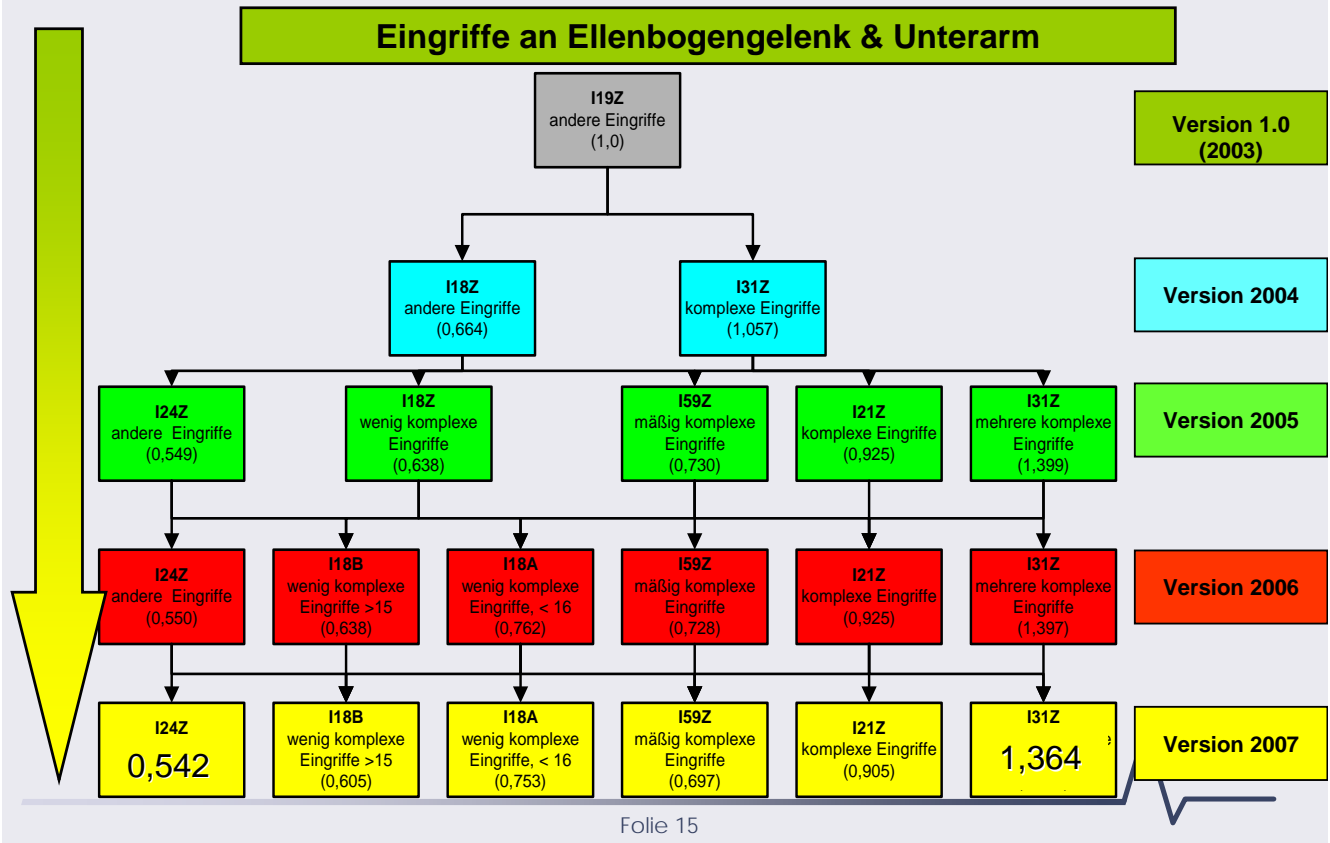 Eingriffe an Ellenbogengelenk & Unterarm
I19Z
andere Eingriffe
(1,0)
Version 1.0
(2003)
I18Z
andere Eingriffe
(0,664)
I31Z
komplexe Eingriffe
(1,057)
Version 2004
I24Z
andere Eingriffe
(0,549)
I18Z
wenig komplexe
Eingriffe
(0,638)
I59Z
mäßig komplexe
Eingriffe
(0,730)
I21Z
komplexe Eingriffe
(0,925)
I31Z
mehrere komplexe
Eingriffe
(1,399)
Version 2005
I24Z
andere Eingriffe
(0,550)
I18B
wenig komplexe
Eingriffe >15
(0,638)
I18A
wenig komplexe
Eingriffe, < 16
(0,762)
I59Z
mäßig komplexe
Eingriffe
(0,728)
I21Z
komplexe Eingriffe
(0,925)
I31Z
mehrere komplexe
Eingriffe
(1,397)
Version 2006
I24Z
0,542
I18B
wenig komplexe
Eingriffe >15
(0,605)
I18A
wenig komplexe
Eingriffe, < 16
(0,753)
I59Z
mäßig komplexe
Eingriffe
(0,697)
I21Z
komplexe Eingriffe
(0,905)
I31Z
1,364
Version 2007
Folie 15